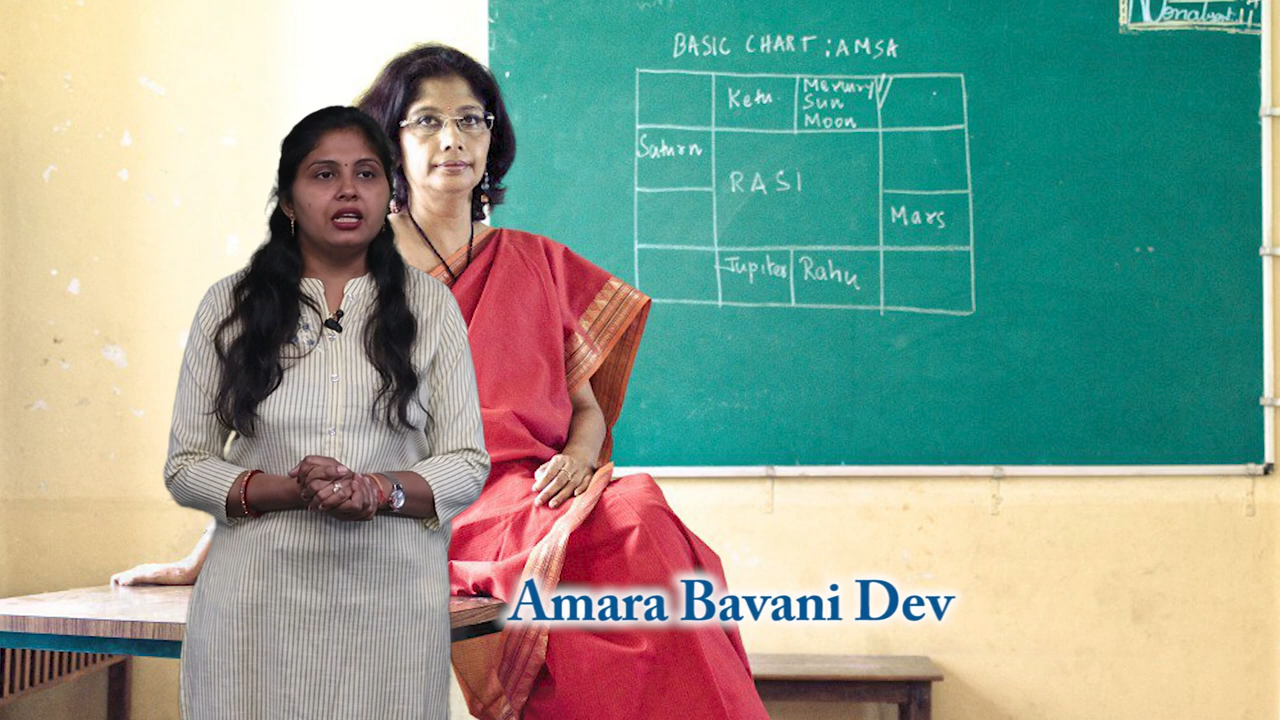 BASIC CHART : AMSA
Ketu
Mercury
Sun
Moon
Saturn
RASI
Mars
Jupiter
Rahu
Amara Bavani Dev